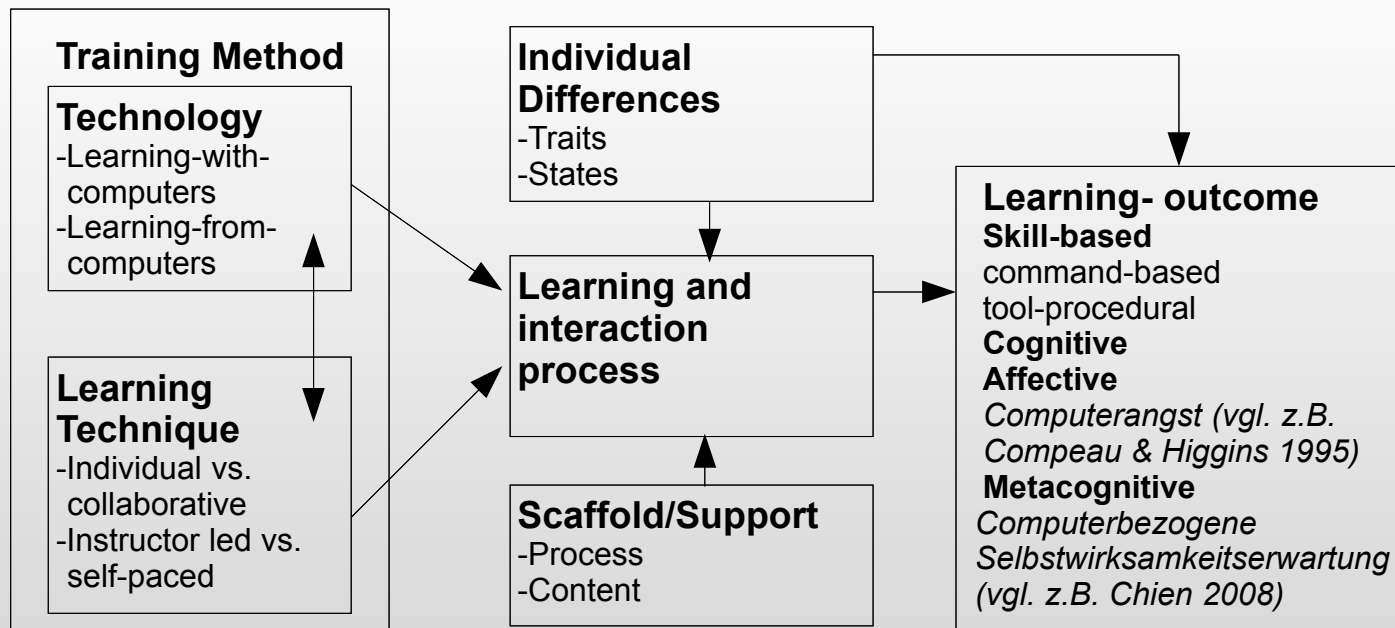 Training Method
Technology
-Learning-with-
computers
-Learning-from-
computers
Learning
Technique
-Individual vs.
collaborative
-Instructor led vs.
self-paced
Individual
Differences
-Traits
-States
Learning and
interaction
process
Scaffold/Support
-Process
-Content
Learning- outcome
Skill-based
command-based
tool-procedural
Cognitive
Affective
Computerangst (vgl. z.B.
Compeau & Higgins 1995)
Metacognitive
Computerbezogene
Selbstwirksamkeitserwartung
(vgl. z.B. Chien 2008)